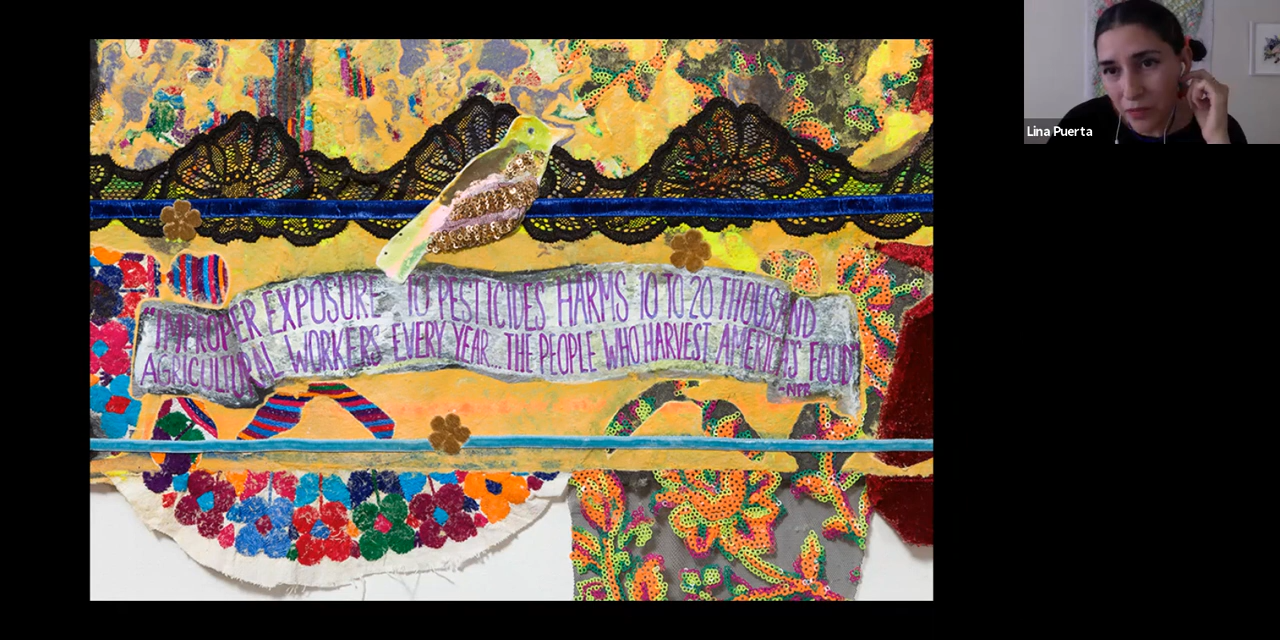 "IMPROPER EXPOSURE TO PESTICIDES HARMS 10 TO 20 THOUSAND
AGRICULTURAL WORKERS EVERY YEAR... THE PEOPLE WHO HARVEST AMERICA'S FOOD"
-NPR
Lina Puerta